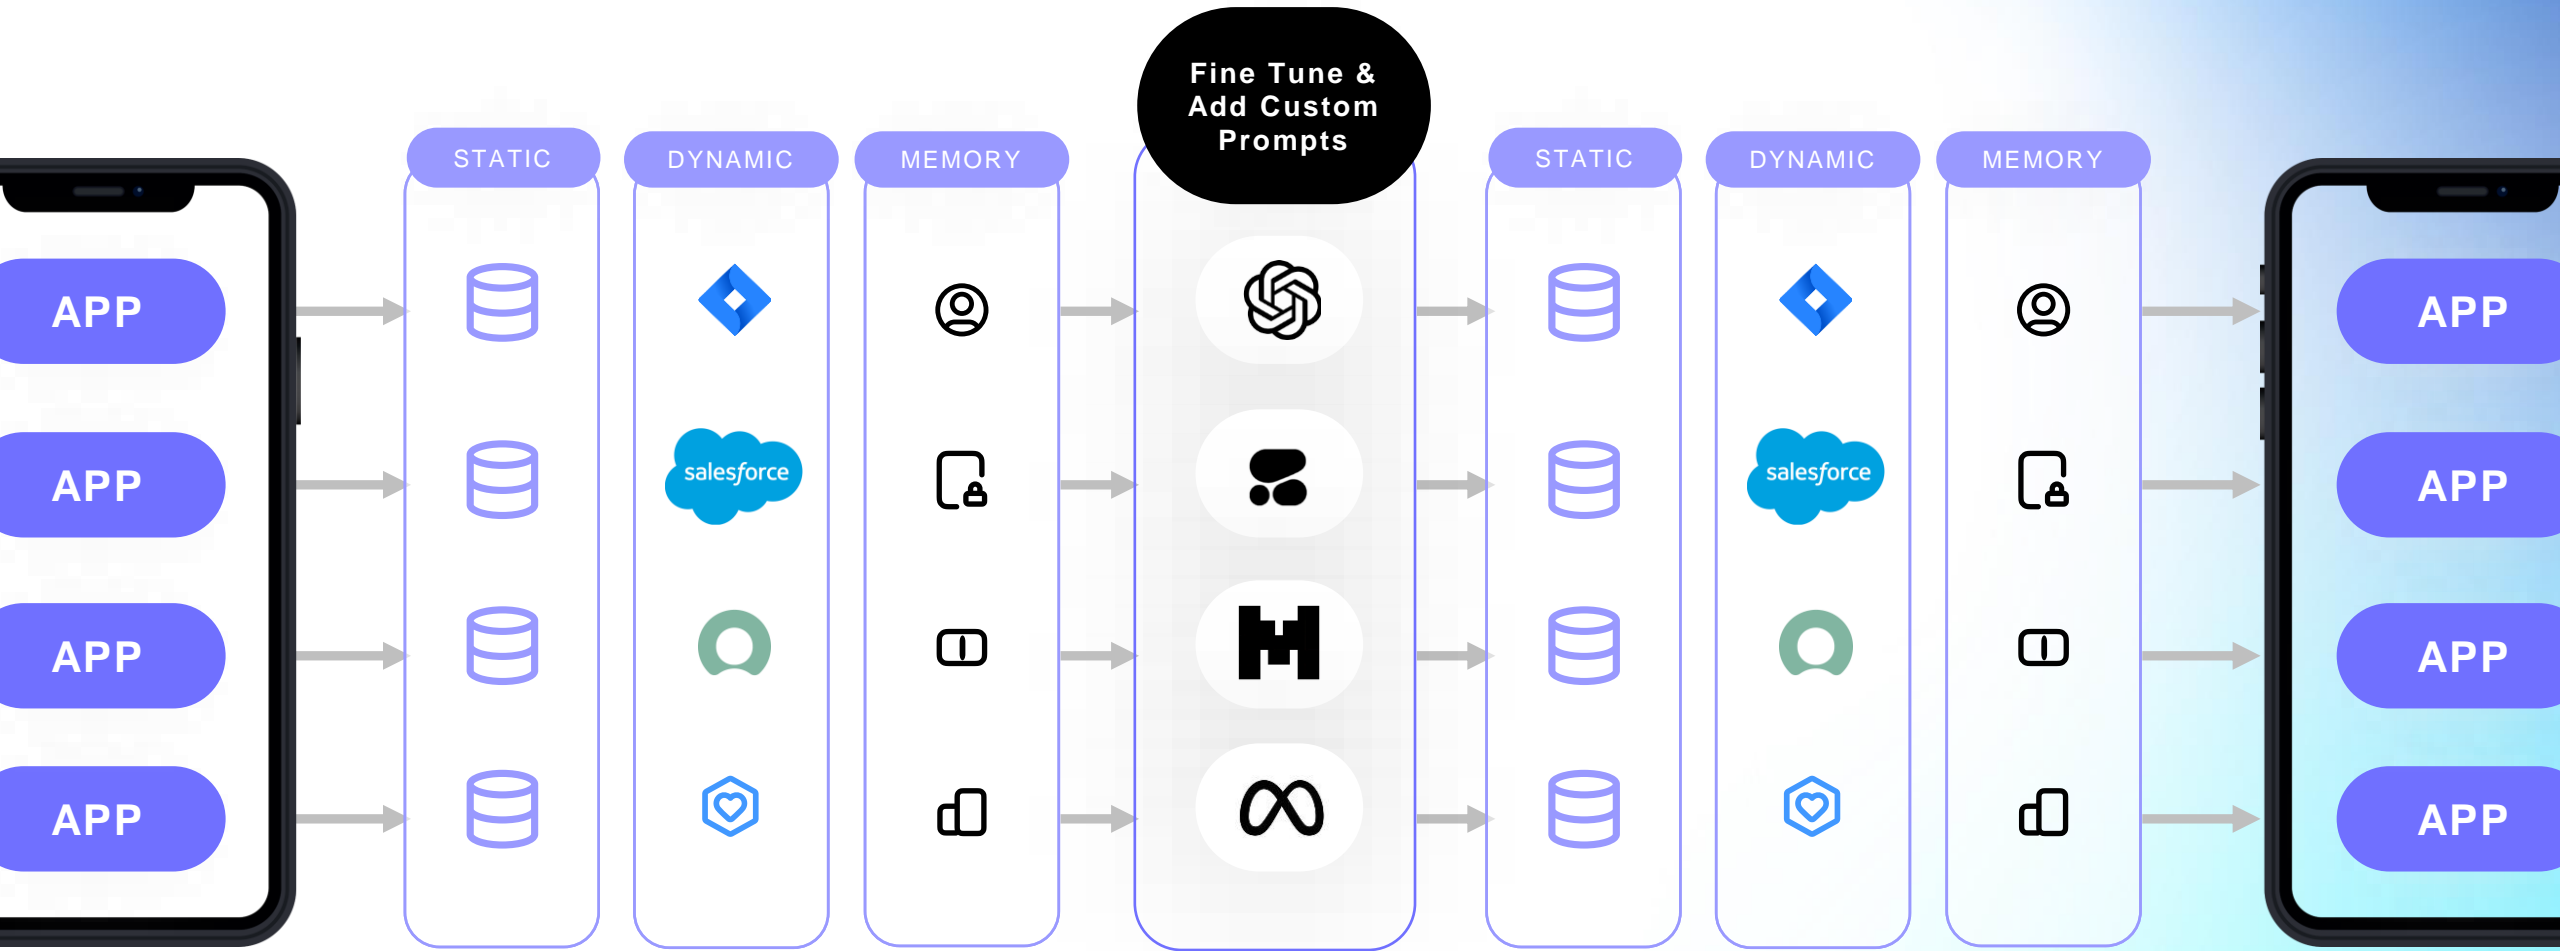 Fine Tune &
Add Custom
Prompts
STATIC
DYNAMIC
MEMORY
STATIC
DYNAMIC
MEMORY
APP
APP
salesforce
salesforce
APP
APP
APP
APP
APP
APP